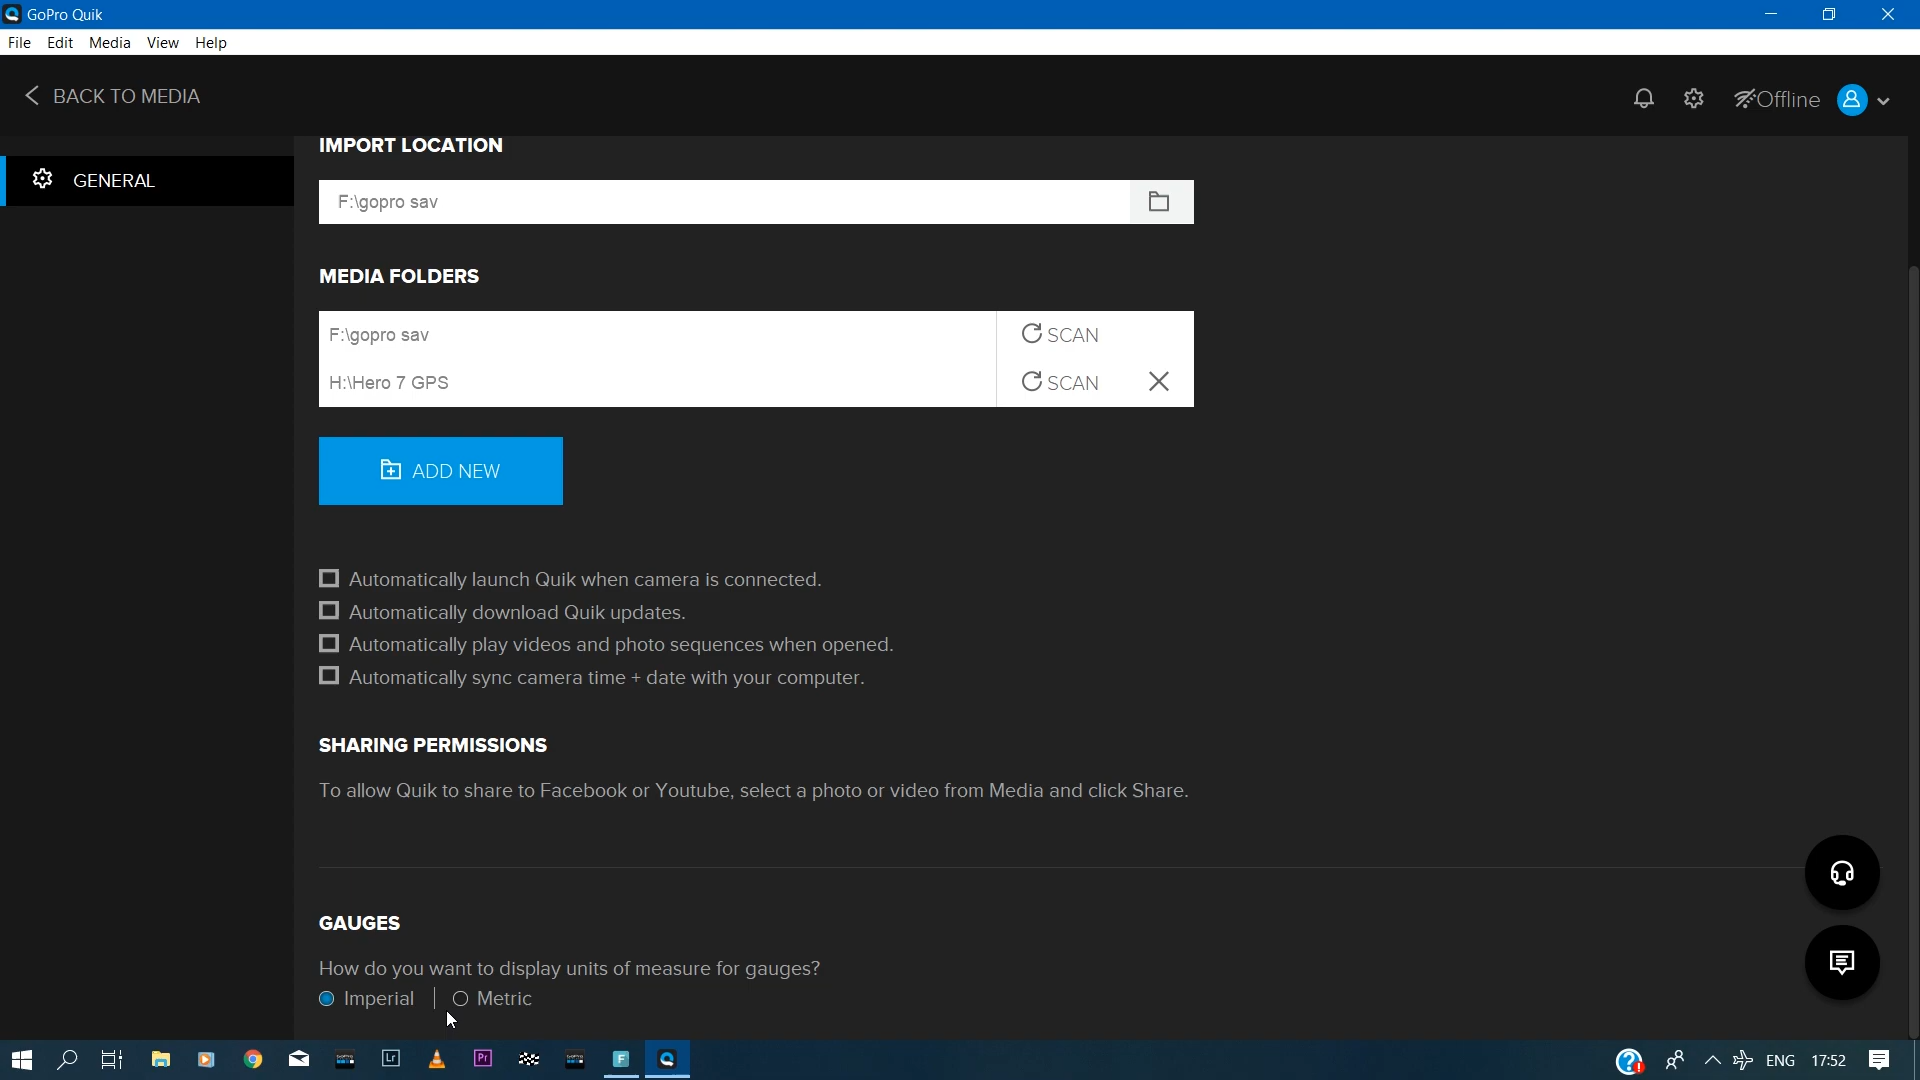 GoPro Quik
File Edit Media View Help
BACK TO MEDIA
Offline
GENERAL
IMPORT LOCATION
F:\gopro sav
MEDIA FOLDERS
F:\gopro sav SCAN
H:\Hero 7 GPS SCAN
ADD NEW
Automatically launch Quik when camera is connected.
Automatically download Quik updates.
Automatically play videos and photo sequences when opened.
Automatically sync camera time + date with your computer.
SHARING PERMISSIONS
To allow Quik to share to Facebook or Youtube, select a photo or video from Media and click Share.
GAUGES
How do you want to display units of measure for gauges?
Imperial Metric
Lr Pr F ENG 17:52